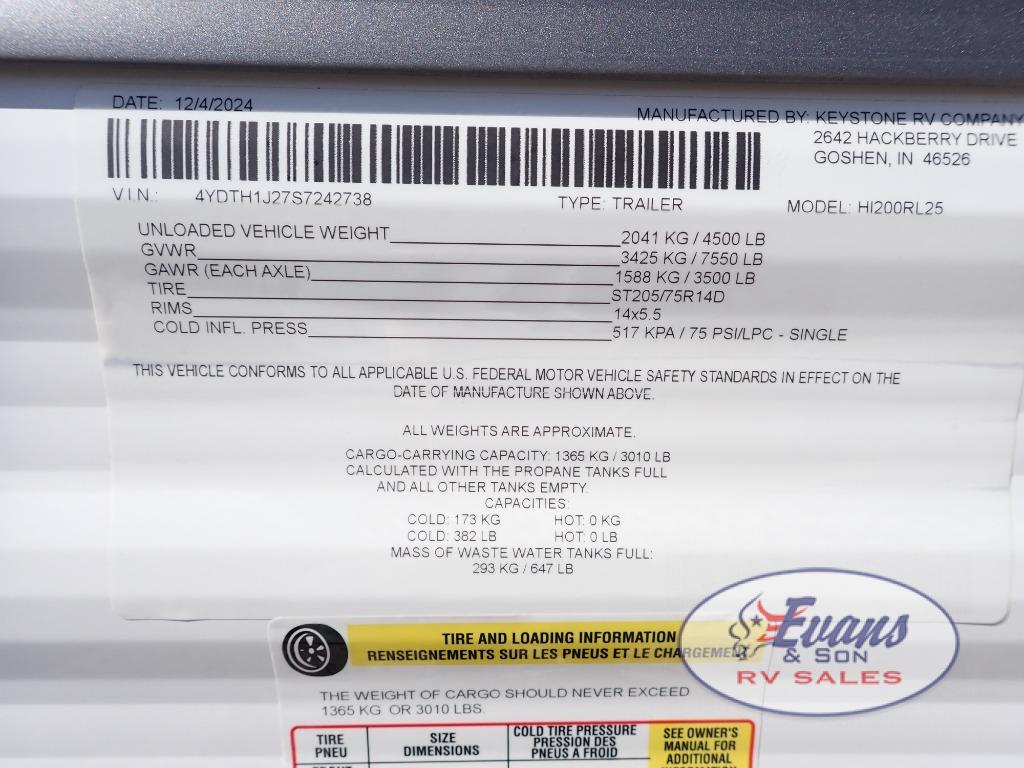 DATE: 12/4/2024
MANUFACTURED BY: KEYSTONE RV COMPANY
2642 HACKBERRY DRIVE
GOSHEN, IN 46526
VIN.: 4YDTH1J27S7242738 TYPE: TRAILER MODEL: HI200RL25
UNLOADED VEHICLE WEIGHT 2041 KG / 4500 LB
GVWR 3425 KG / 7550 LB
GAWR (EACH AXLE) 1588 KG / 3500 LB
TIRE ST205/75R14D
RIMS 14x5.5
COLD INFL. PRESS 517 KPA / 75 PSI/LPC - SINGLE
THIS VEHICLE CONFORMS TO ALL APPLICABLE U.S. FEDERAL MOTOR VEHICLE SAFETY STANDARDS IN EFFECT ON THE
DATE OF MANUFACTURE SHOWN ABOVE.
ALL WEIGHTS ARE APPROXIMATE.
CARGO-CARRYING CAPACITY: 1365 KG / 3010 LB
CALCULATED WITH THE PROPANE TANKS FULL
AND ALL OTHER TANKS EMPTY.
CAPACITIES:
COLD: 173 KG HOT: 0 KG
COLD: 382 LB HOT: 0 LB
MASS OF WASTE WATER TANKS FULL:
293 KG / 647 LB
TIRE AND LOADING INFORMATION
RENSEIGNEMENTS SUR LES PNEUS ET LE CHARGEMENT
THE WEIGHT OF CARGO SHOULD NEVER EXCEED
1365 KG OR 3010 LBS.
TIRE
PNEU
SIZE
DIMENSIONS
COLD TIRE PRESSURE
PRESSION DES
PNEUS A FROID
SEE OWNER'S
MANUAL FOR
ADDITIONAL
Evans
& SON
RV SALES